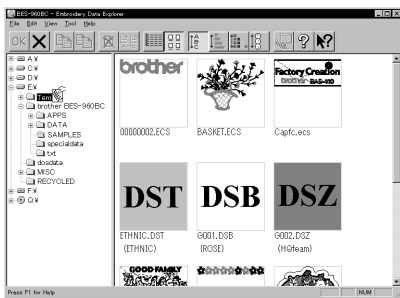 BES-960BC - Embroidery Data Explorer
File Edit View Tool Help
OK
A:¥
C:¥
D:¥
E:¥
Tam
brother BES-960BC
APPS
DATA
SAMPLES
specialdata
txt
dosdata
MISC
RECYCLED
F:¥
Q:¥
brother
Factory Creation
brother BAS-410
00000002.ECS BASKET.ECS Capfc.ecs
DST DSB DSZ
ETHNIC.DST G001.DSB G002.DSZ
(ETHNIC) (ROSE) (HGteam)
GOOD FAMILY
Press F1 for Help NUM